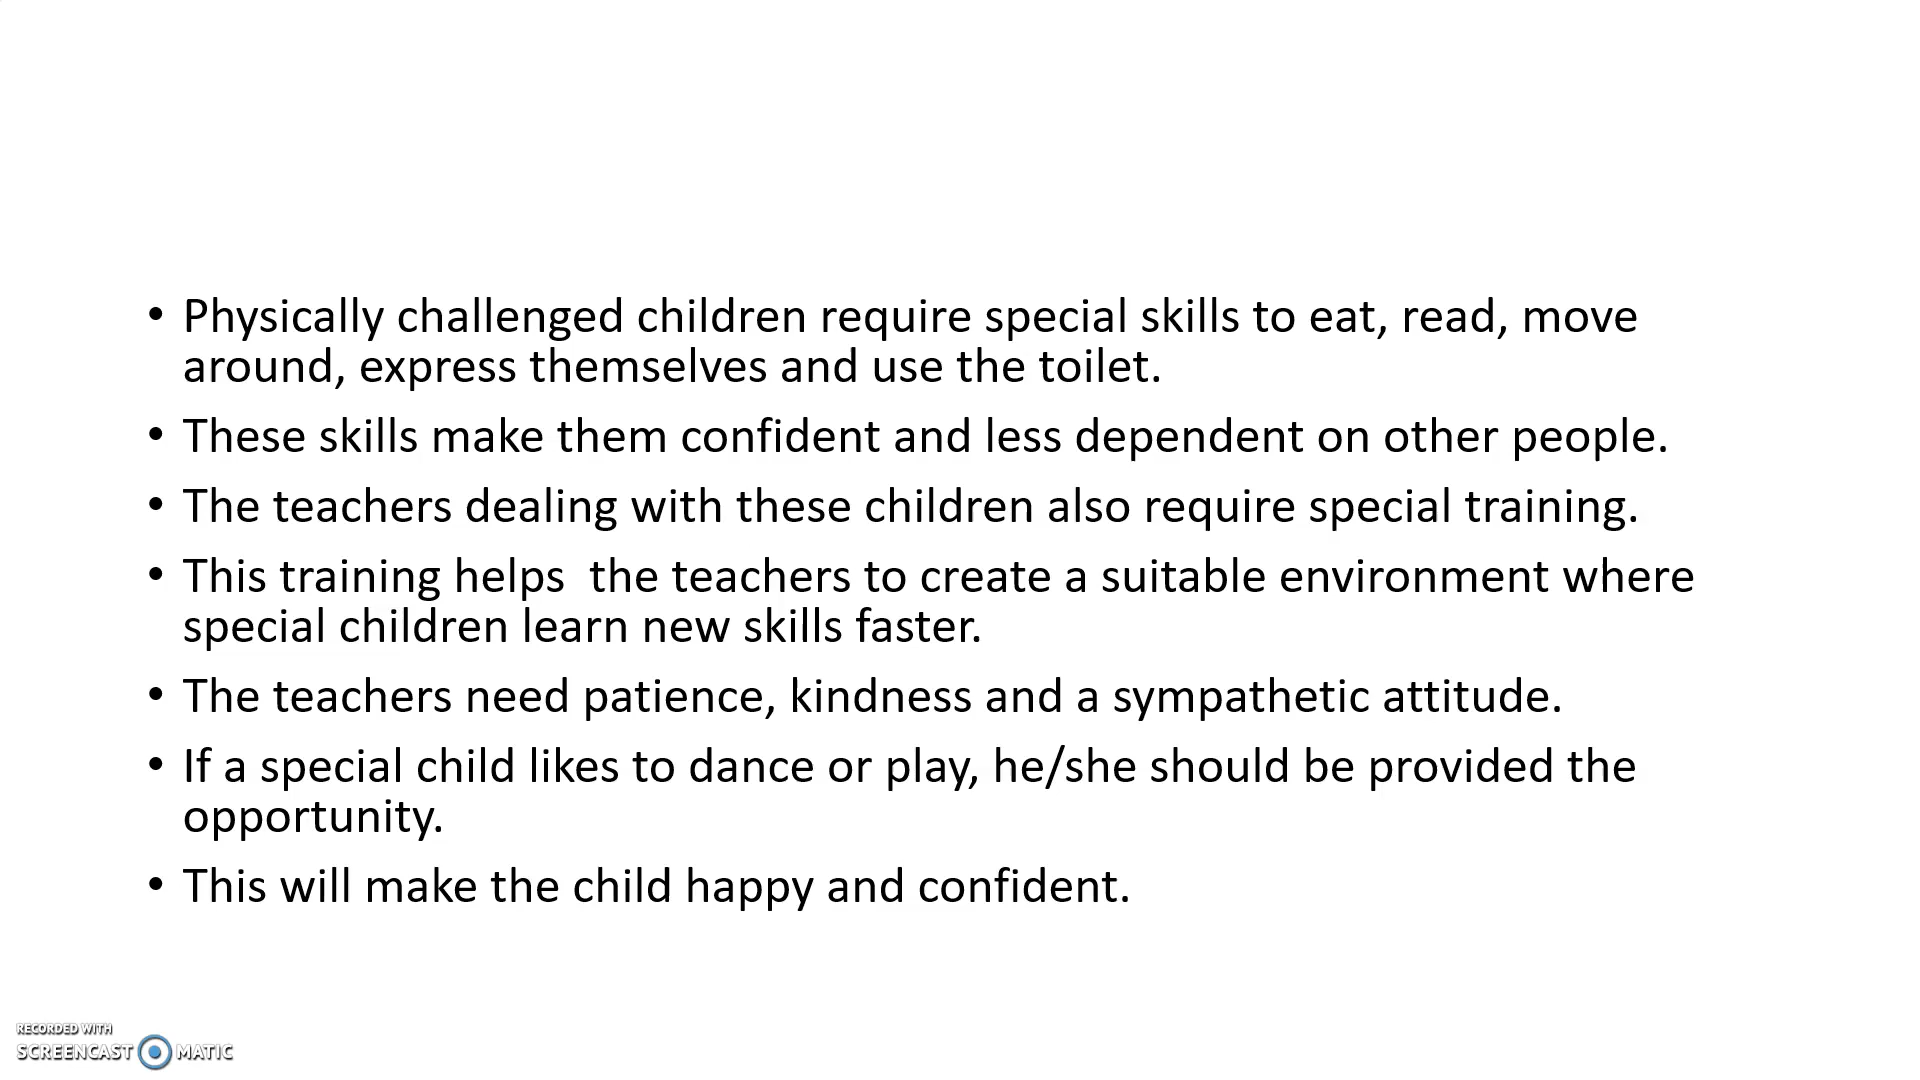 • Physically challenged children require special skills to eat, read, move
around, express themselves and use the toilet.
• These skills make them confident and less dependent on other people.
• The teachers dealing with these children also require special training.
• This training helps  the teachers to create a suitable environment where
special children learn new skills faster.
• The teachers need patience, kindness and a sympathetic attitude.
• If a special child likes to dance or play, he/she should be provided the
opportunity.
• This will make the child happy and confident.
RECORDED WITH
SCREENCAST MATIC